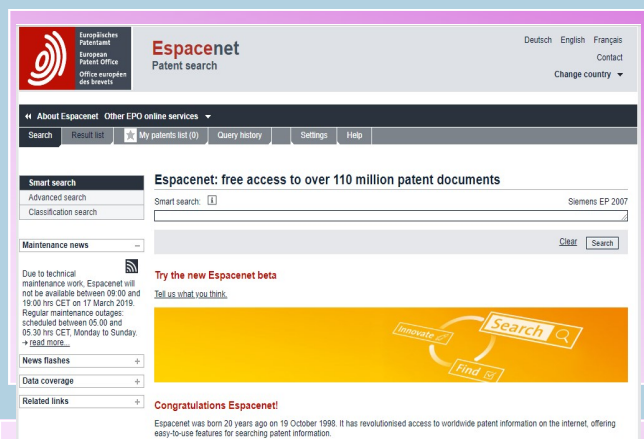 Europäisches
Patentamt
European
Patent Office
Office européen
des brevets
Espacenet
Patent search
Deutsch English Français
Contact
Change country
About Espacenet Other EPO online services
Search Result list My patents list (0) Query history Settings Help
Smart search
Advanced search
Classification search
Maintenance news –
Due to technical
maintenance work, Espacenet will
not be available between 09:00 and
19:00 hrs CET on 17 March 2019.
Regular maintenance outages:
scheduled between 05.00 and
05.30 hrs CET, Monday to Sunday.
→ read more...
News flashes +
Data coverage +
Related links +
Espacenet: free access to over 110 million patent documents
Smart search: i Siemens EP 2007
Clear Search
Try the new Espacenet beta
Tell us what you think.
Innovate
Search
Find
Congratulations Espacenet!
Espacenet was born 20 years ago on 19 October 1998. It has revolutionised access to worldwide patent information on the internet, offering
easy-to-use features for searching patent information.